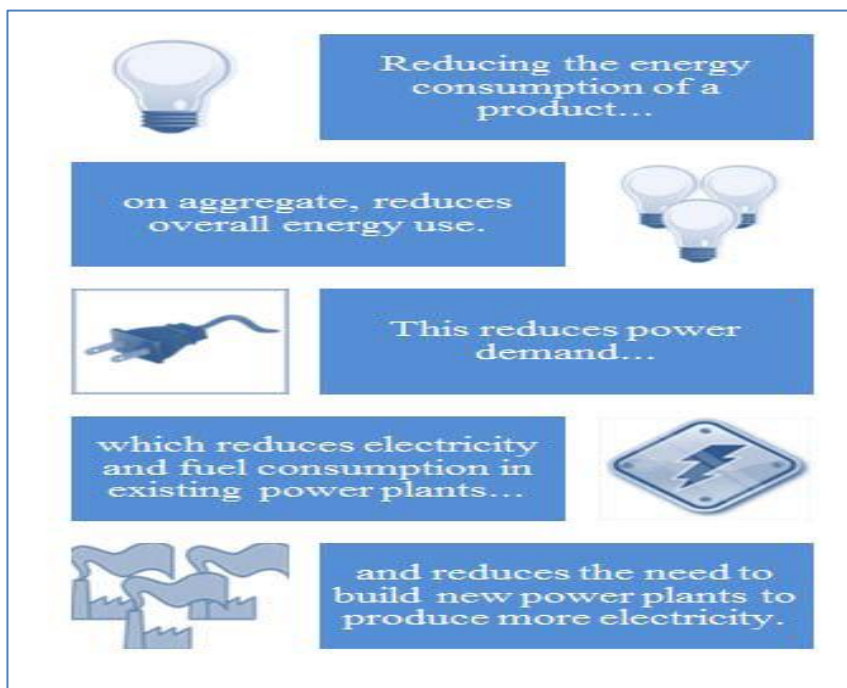 Reducing the energy
consumption of a
product…
on aggregate, reduces
overall energy use.
This reduces power
demand…
which reduces electricity
and fuel consumption in
existing power plants…
and reduces the need to
build new power plants to
produce more electricity.